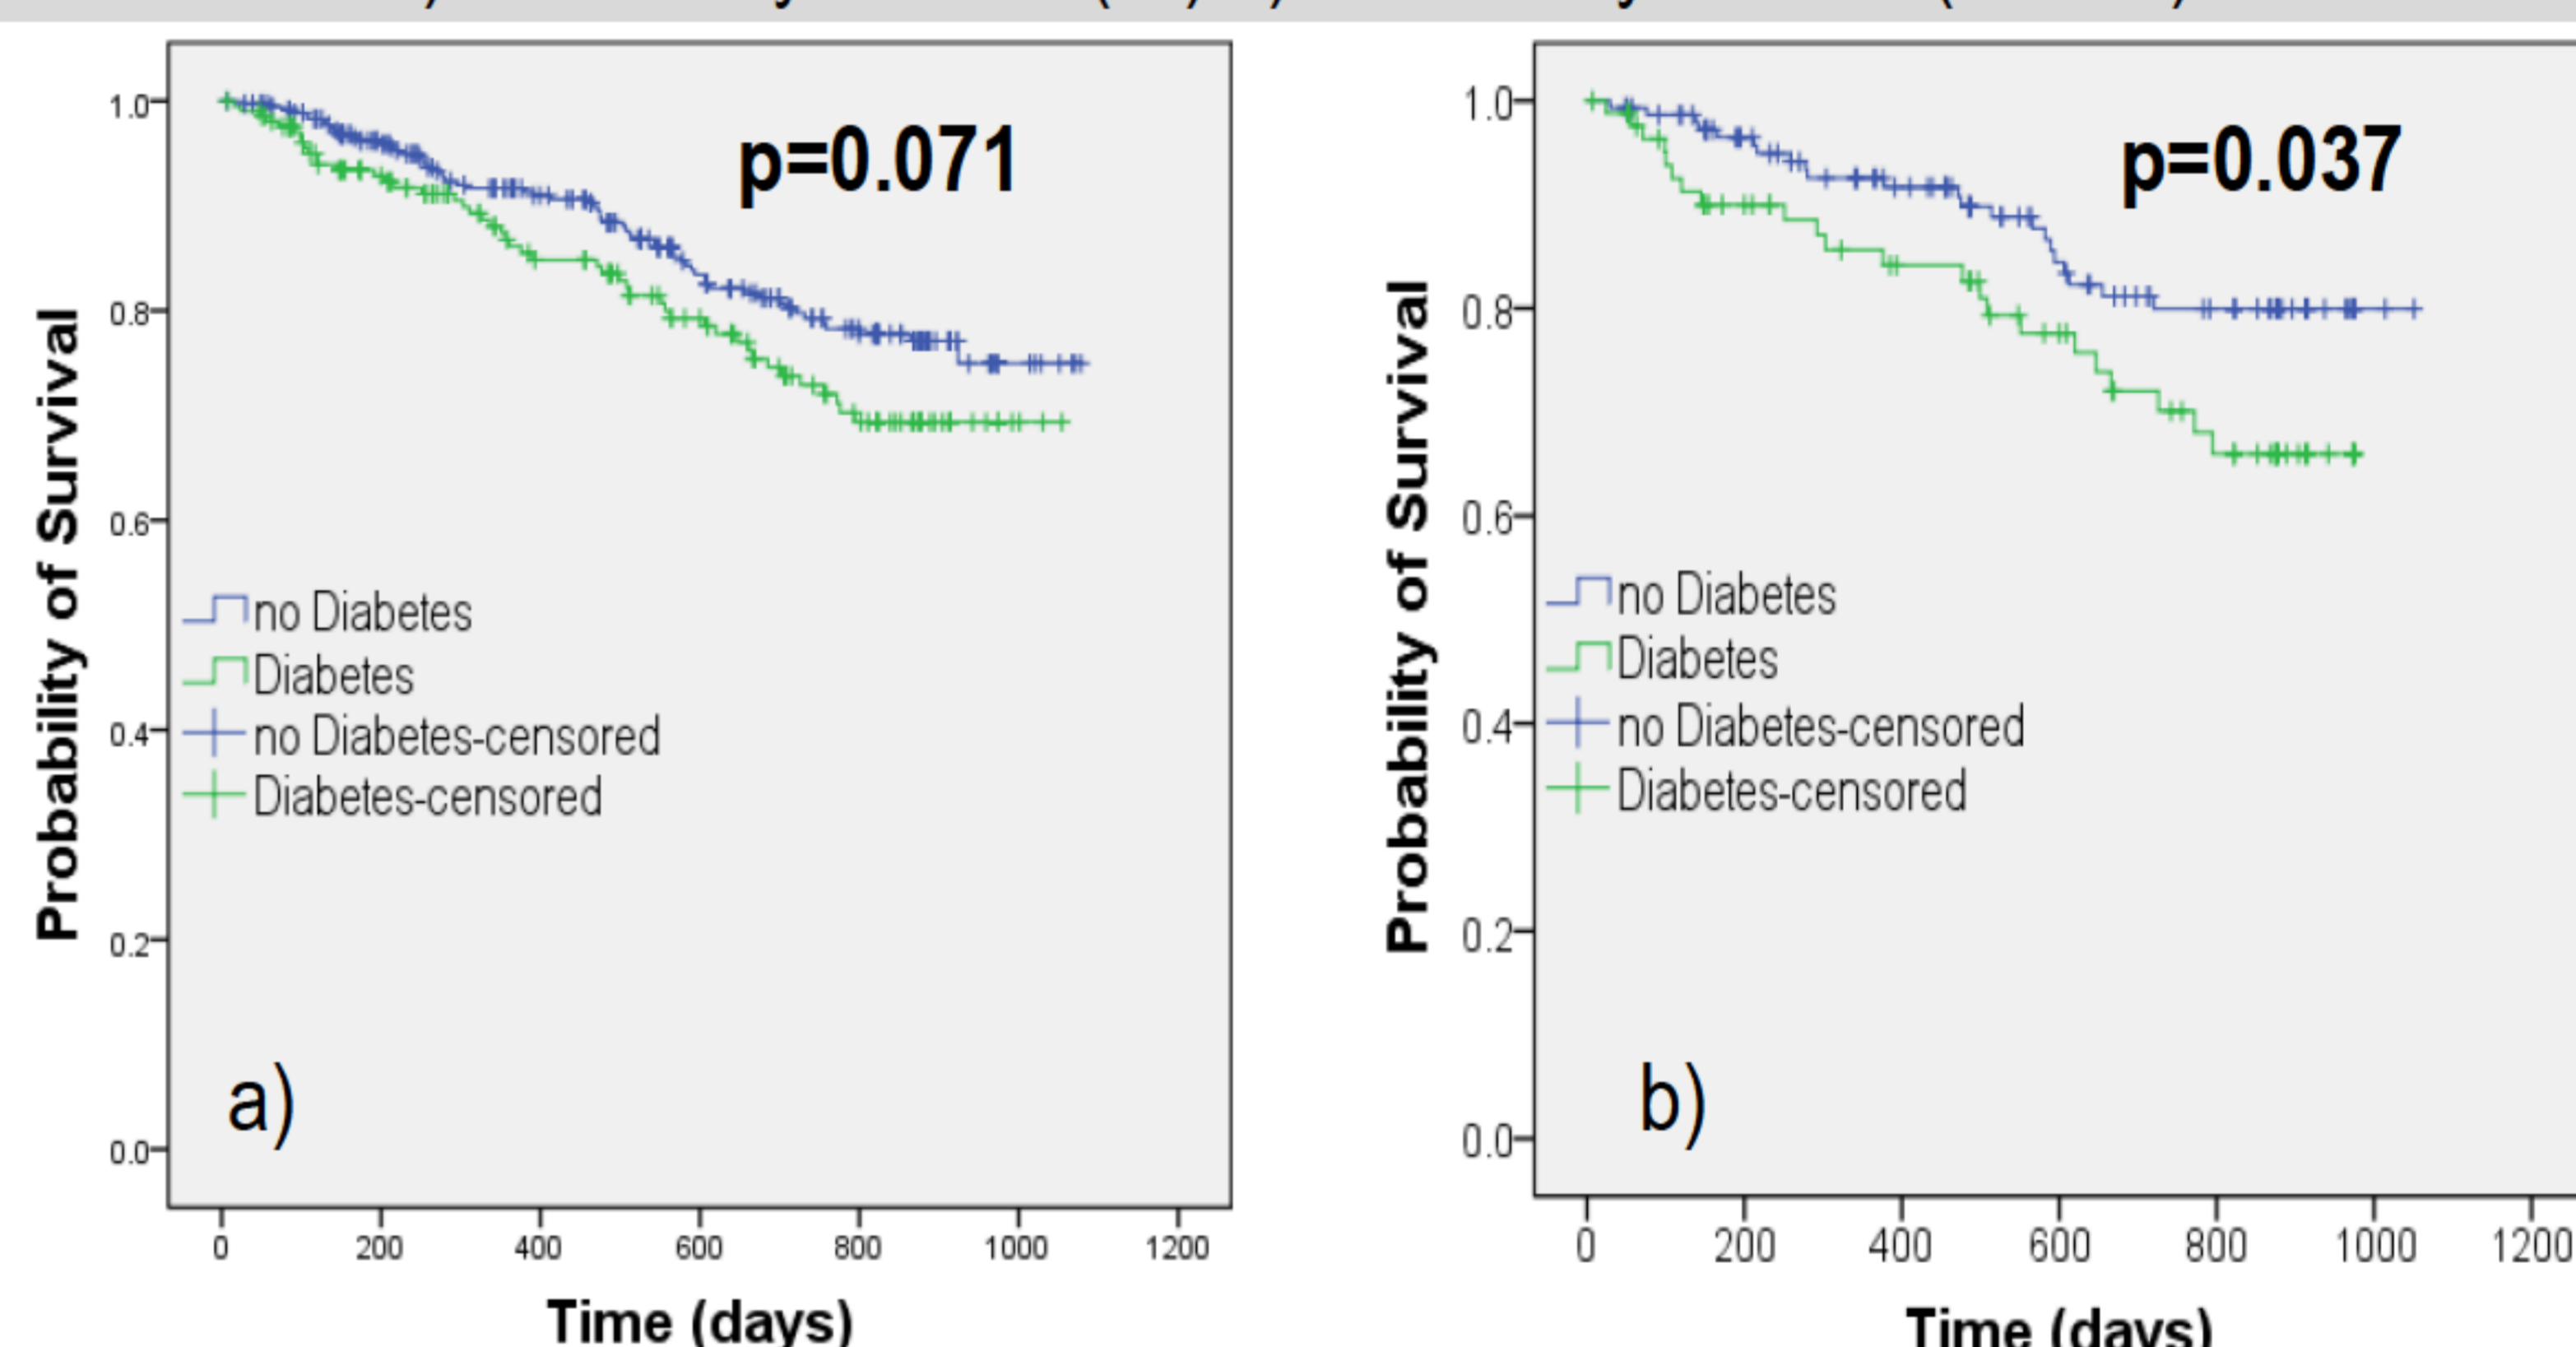 p=0.071
1.0
0.8
0.6
0.4
0.2
0.0
Probability of Survival
no Diabetes
Diabetes
no Diabetes-censored
Diabetes-censored
a)
0 200 400 600 800 1000 1200
Time (days)
p=0.037
1.0
0.8
0.6
0.4
0.2
0.0
Probability of Survival
no Diabetes
Diabetes
no Diabetes-censored
Diabetes-censored
b)
0 200 400 600 800 1000 1200
Time (days)